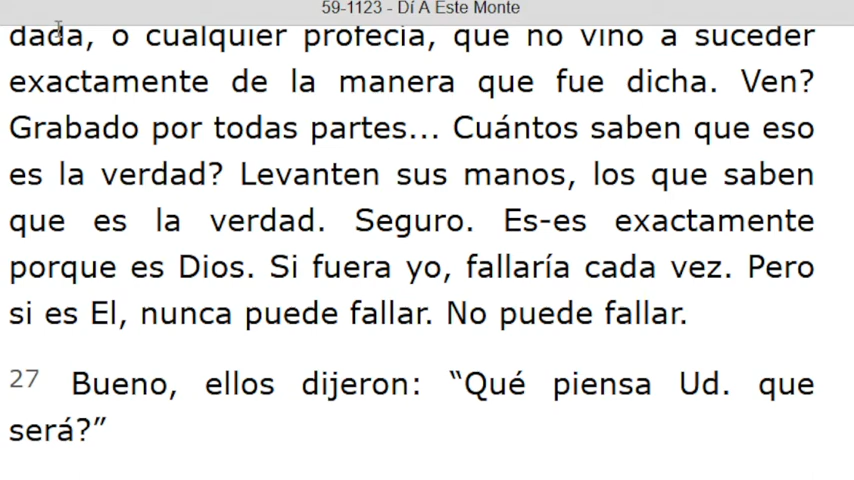 59-1123 - Dí A Este Monte
dada, o cualquier profecía, que no vino a suceder
exactamente de la manera que fue dicha. Ven?
Grabado por todas partes... Cuántos saben que eso
es la verdad? Levanten sus manos, los que saben
que es la verdad. Seguro. Es-es exactamente
porque es Dios. Si fuera yo, fallaría cada vez. Pero
si es El, nunca puede fallar. No puede fallar.
27 Bueno, ellos dijeron: “Qué piensa Ud. que
será?”